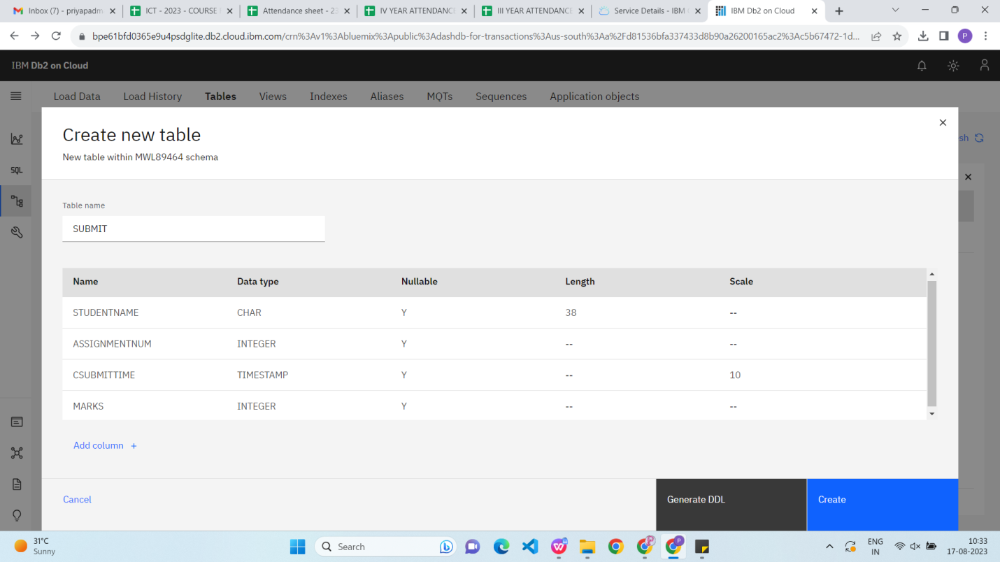 Inbox (7) - priyapadm
ICT - 2023 - COURSE
Attendance sheet - 23
IV YEAR ATTENDANCE
III YEAR ATTENDANCE
Service Details - IBM
IBM Db2 on Cloud
bpe61bfd0365e9u4psdglite.db2.cloud.ibm.com/crn%3Av1%3Abluemix%3Apublic%3Adashdb-for-transactions%3Aus-south%3Aa%2Fd81536bfa337433d8b90a26200165ac2%3Ac5b67472-1d...
P
IBM Db2 on Cloud
Load Data
Load History
Tables
Views
Indexes
Aliases
MQTs
Sequences
Application objects
SQL
sh
Create new table
New table within MWL89464 schema
Table name
SUBMIT
Name Data type Nullable Length Scale
STUDENTNAME CHAR Y 38 --
ASSIGNMENTNUM INTEGER Y -- --
CSUBMITTIME TIMESTAMP Y -- 10
MARKS INTEGER Y -- --
Add column +
Cancel
Generate DDL
Create
31°C
Sunny
Search
ENG
IN
10:33
17-08-2023